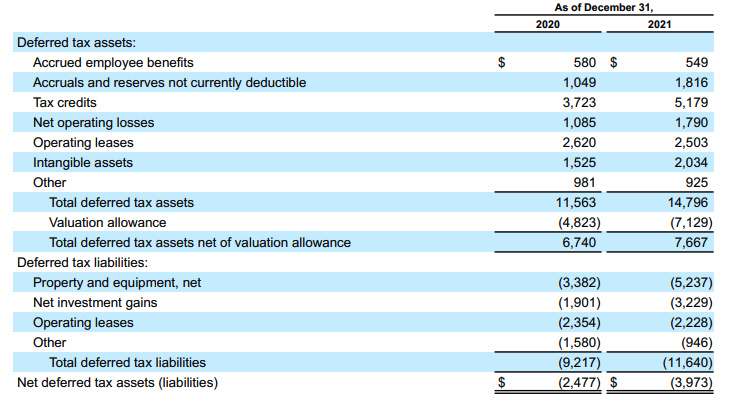 As of December 31,
2020 2021
Deferred tax assets:
Accrued employee benefits $ 580 $ 549
Accruals and reserves not currently deductible 1,049 1,816
Tax credits 3,723 5,179
Net operating losses 1,085 1,790
Operating leases 2,620 2,503
Intangible assets 1,525 2,034
Other 981 925
Total deferred tax assets 11,563 14,796
Valuation allowance (4,823) (7,129)
Total deferred tax assets net of valuation allowance 6,740 7,667
Deferred tax liabilities:
Property and equipment, net (3,382) (5,237)
Net investment gains (1,901) (3,229)
Operating leases (2,354) (2,228)
Other (1,580) (946)
Total deferred tax liabilities (9,217) (11,640)
Net deferred tax assets (liabilities) $ (2,477) $ (3,973)